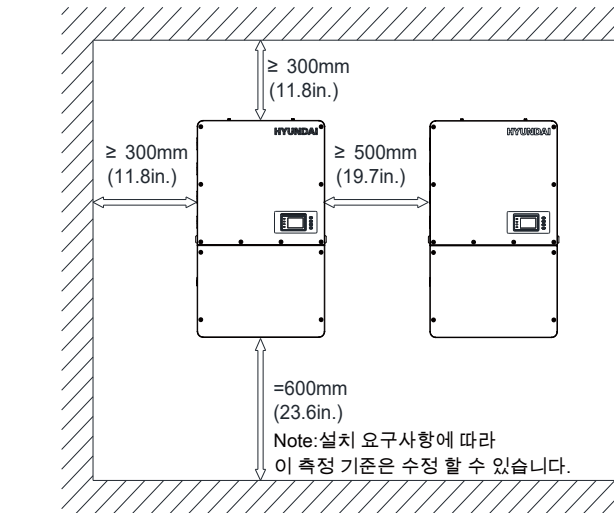 ≥ 300mm
(11.8in.)
HYUNDAI
HYUNDAI
≥ 300mm
(11.8in.)
≥ 500mm
(19.7in.)
=600mm
(23.6in.)
Note:설치 요구사항에 따라
이 측정 기준은 수정 할 수 있습니다.